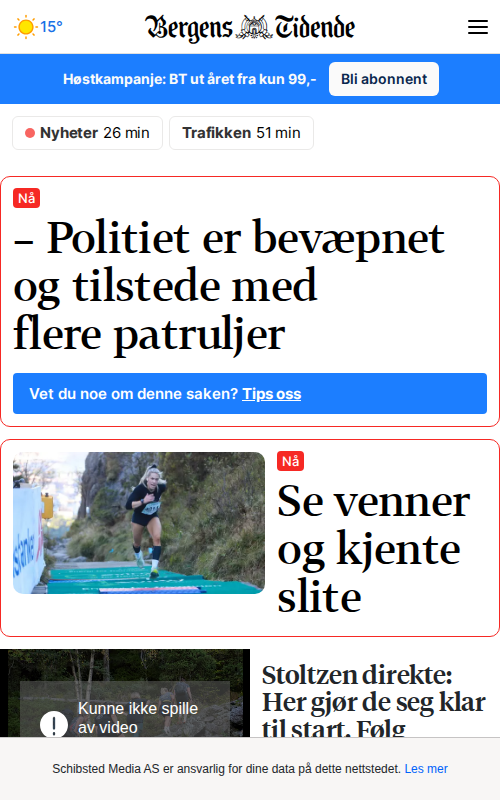 15°
Bergens Tidende
Høstkampanje: BT ut året fra kun 99,-
Bli abonnent
Nyheter 26 min
Trafikken 51 min
Nå
– Politiet er bevæpnet
og tilstede med
flere patruljer
Vet du noe om denne saken? Tips oss
Nå
Se venner
og kjente
slite
Kunne ikke spille
av video
Stoltzen direkte:
Her gjør de seg klar
til start. Følg
Schibsted Media AS er ansvarlig for dine data på dette nettstedet. Les mer